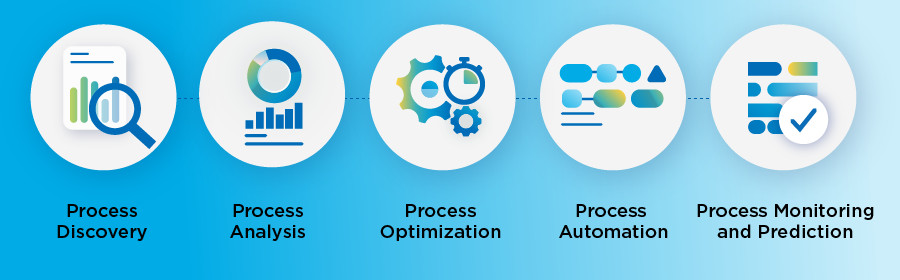 Process
Discovery
Process
Analysis
Process
Optimization
Process
Automation
Process Monitoring
and Prediction